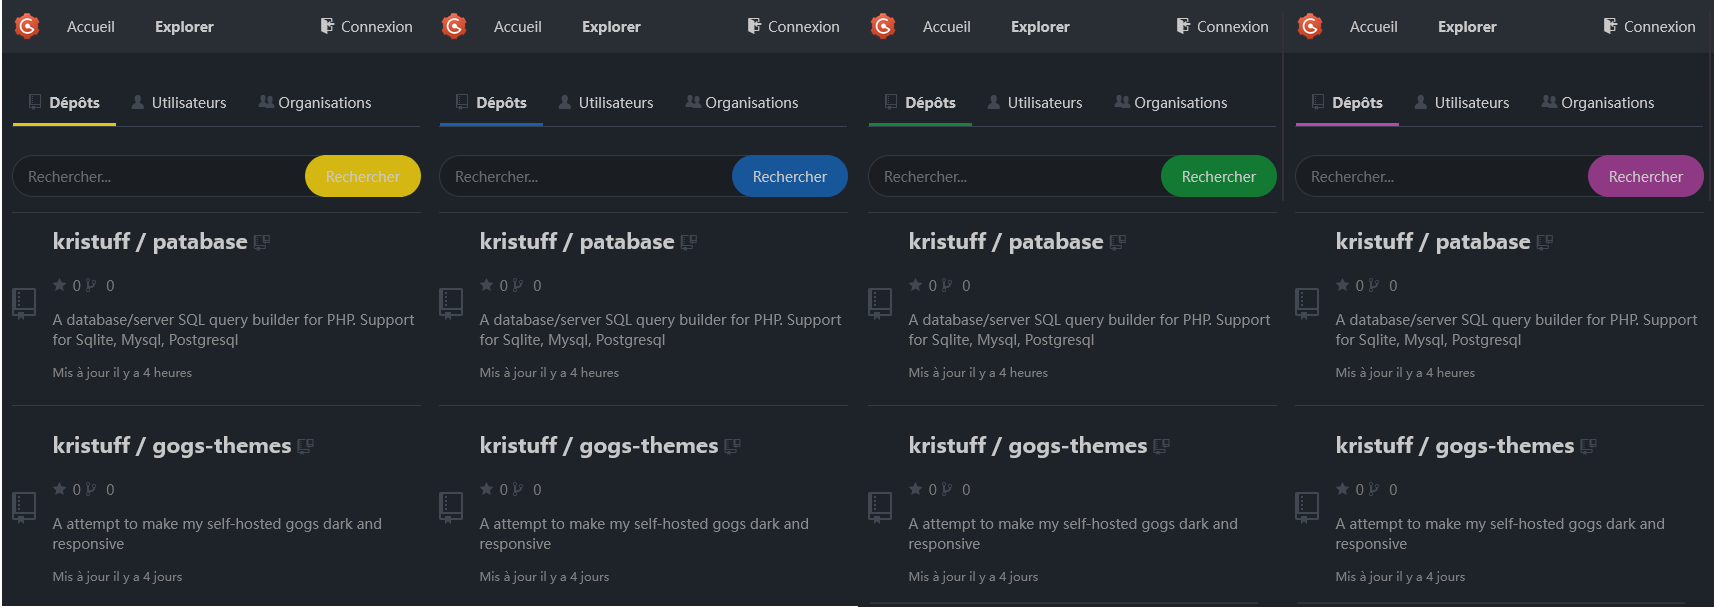 Accueil Explorer Connexion
Dépôts Utilisateurs Organisations
Rechercher... Rechercher
kristuff / patabase
0 0
A database/server SQL query builder for PHP. Support
for Sqlite, Mysql, Postgresql
Mis à jour il y a 4 heures
kristuff / gogs-themes
0 0
A attempt to make my self-hosted gogs dark and
responsive
Mis à jour il y a 4 jours
Accueil Explorer Connexion
Dépôts Utilisateurs Organisations
Rechercher... Rechercher
kristuff / patabase
0 0
A database/server SQL query builder for PHP. Support
for Sqlite, Mysql, Postgresql
Mis à jour il y a 4 heures
kristuff / gogs-themes
0 0
A attempt to make my self-hosted gogs dark and
responsive
Mis à jour il y a 4 jours
Accueil Explorer Connexion
Dépôts Utilisateurs Organisations
Rechercher... Rechercher
kristuff / patabase
0 0
A database/server SQL query builder for PHP. Support
for Sqlite, Mysql, Postgresql
Mis à jour il y a 4 heures
kristuff / gogs-themes
0 0
A attempt to make my self-hosted gogs dark and
responsive
Mis à jour il y a 4 jours
Accueil Explorer Connexion
Dépôts Utilisateurs Organisations
Rechercher... Rechercher
kristuff / patabase
0 0
A database/server SQL query builder for PHP. Support
for Sqlite, Mysql, Postgresql
Mis à jour il y a 4 heures
kristuff / gogs-themes
0 0
A attempt to make my self-hosted gogs dark and
responsive
Mis à jour il y a 4 jours